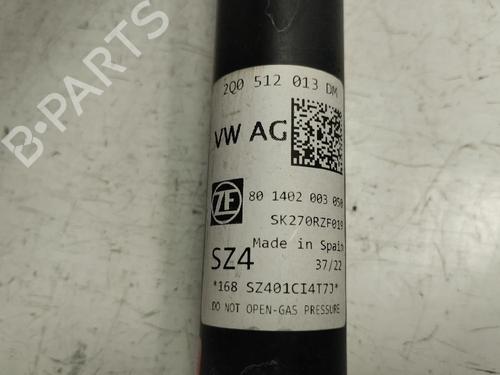 B-PARTS
2Q0 512 013 DM
VW AG
ZF
80 1402 003 050
SK270RZF019
Made in Spain
SZ4
37/22
*168 SZ401CI4T7J*
DO NOT OPEN-GAS PRESSURE